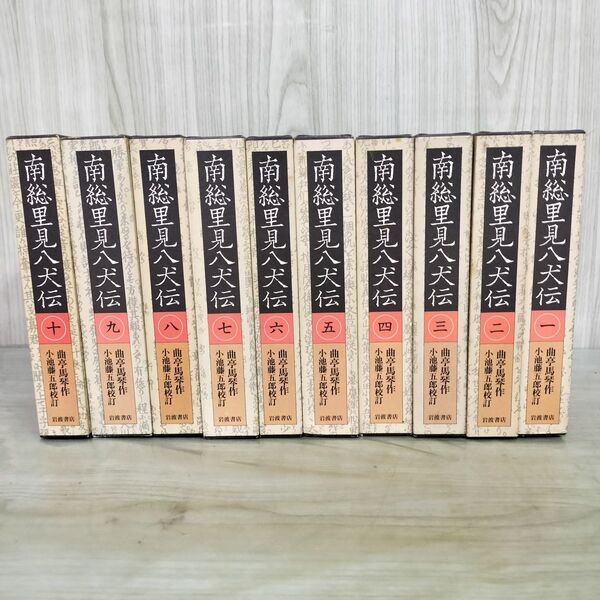 南総里見八犬伝
一
曲亭馬琴作
小池藤五郎校訂
岩波書店
南総里見八犬伝
二
曲亭馬琴作
小池藤五郎校訂
岩波書店
南総里見八犬伝
三
曲亭馬琴作
小池藤五郎校訂
岩波書店
南総里見八犬伝
四
曲亭馬琴作
小池藤五郎校訂
岩波書店
南総里見八犬伝
五
曲亭馬琴作
小池藤五郎校訂
岩波書店
南総里見八犬伝
六
曲亭馬琴作
小池藤五郎校訂
岩波書店
南総里見八犬伝
七
曲亭馬琴作
小池藤五郎校訂
岩波書店
南総里見八犬伝
八
曲亭馬琴作
小池藤五郎校訂
岩波書店
南総里見八犬伝
九
曲亭馬琴作
小池藤五郎校訂
岩波書店
南総里見八犬伝
十
曲亭馬琴作
小池藤五郎校訂
岩波書店